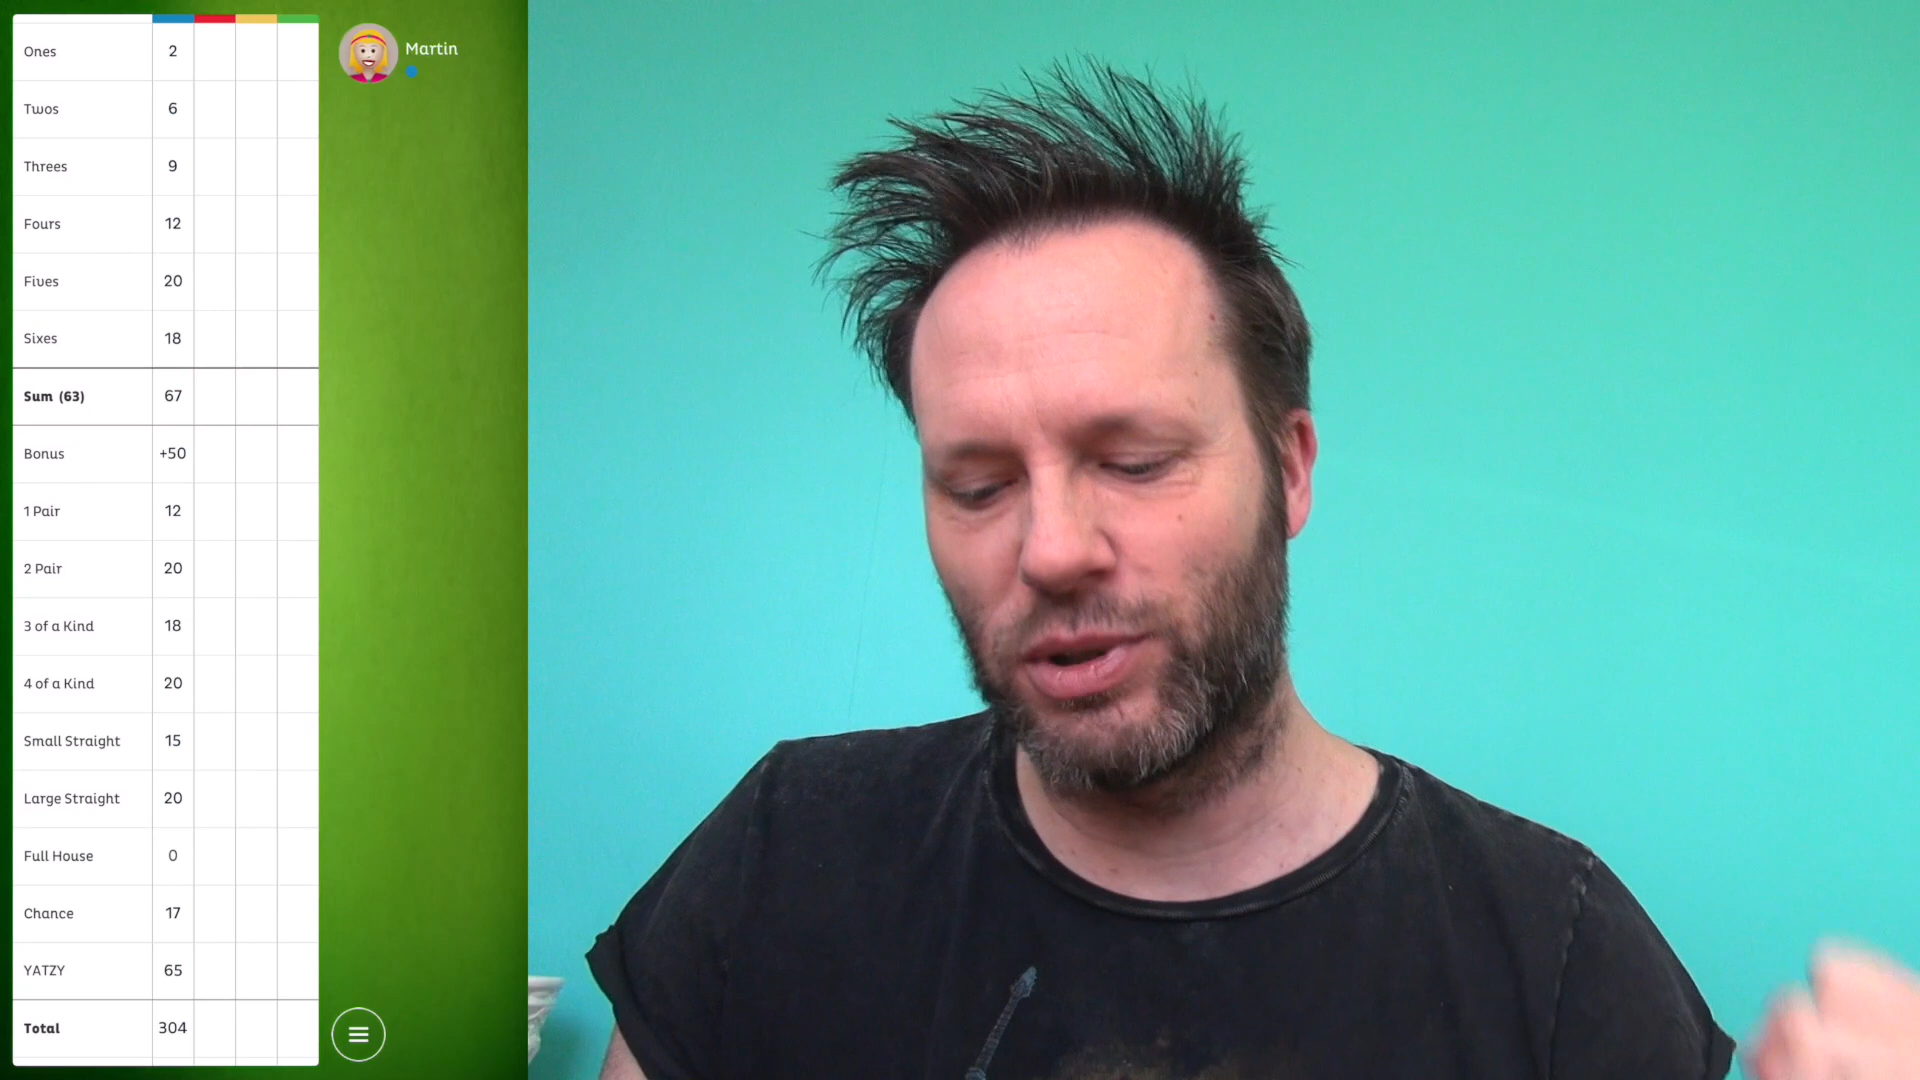 Ones 2
Twos 6
Threes 9
Fours 12
Fives 20
Sixes 18
Sum (63) 67
Bonus +50
1 Pair 12
2 Pair 20
3 of a Kind 18
4 of a Kind 20
Small Straight 15
Large Straight 20
Full House 0
Chance 17
YATZY 65
Total 304
Martin